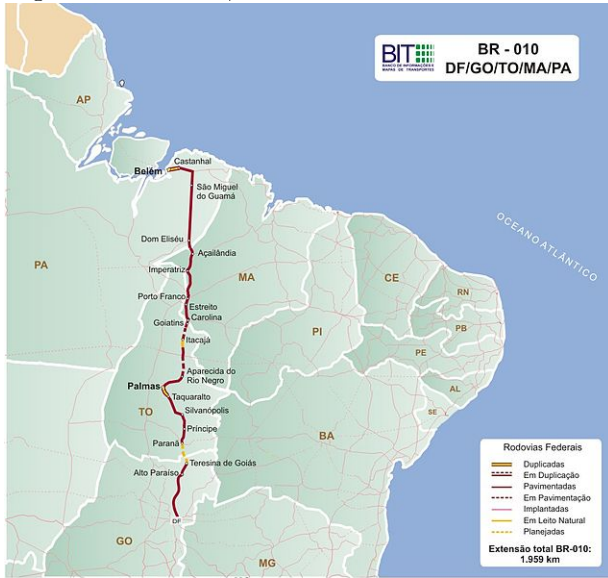 BIT
BANCO DE INFORMAÇÕES E
MAPAS DE TRANSPORTES
BR - 010
DF/GO/TO/MA/PA
AP
Castanhal
Belém
São Miguel
do Guamá
OCEANO ATLÂNTICO
Dom Eliséu
Açailândia
PA
Imperatriz
MA
CE
RN
Porto Franco
Estreito
Carolina
Goiatins
PB
PI
Itacajá
PE
Aparecida do
Rio Negro
Palmas
AL
Taquaralto
TO
Silvanópolis
SE
Príncipe
BA
Paranã
Teresina de Goiás
Alto Paraíso
DF
GO
MG
Rodovias Federais
Duplicadas
Em Duplicação
Pavimentadas
Em Pavimentação
Implantadas
Em Leito Natural
Planejadas
Extensão total BR-010:
1.959 km